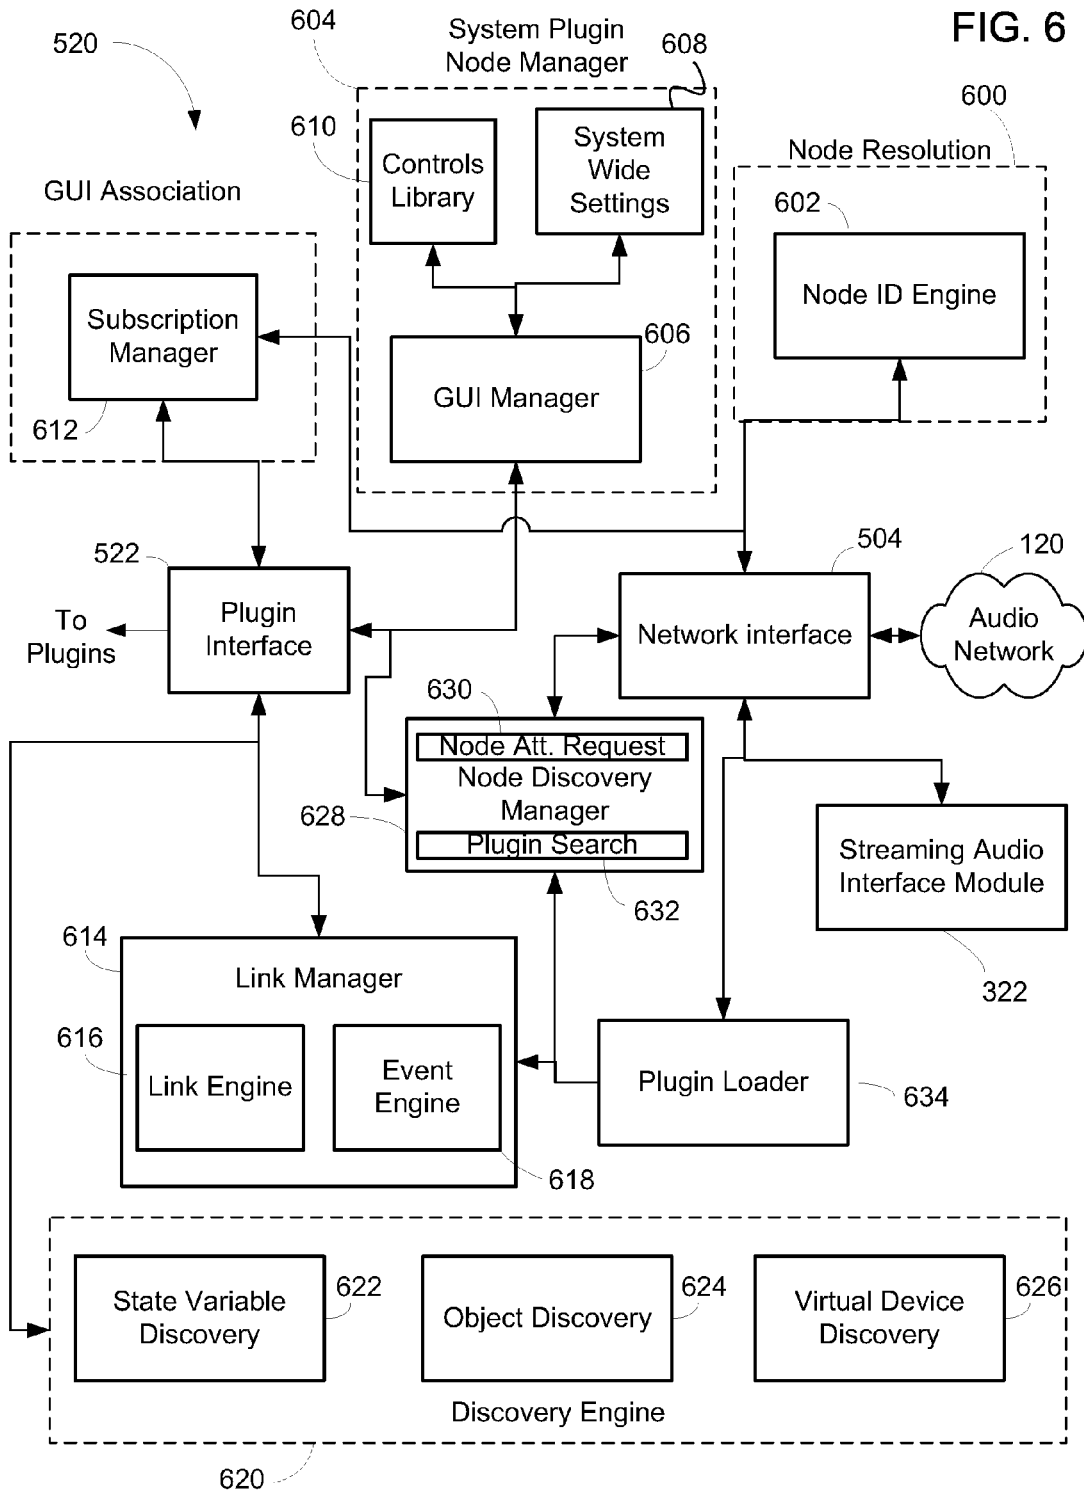 FIG. 6
520
604
System Plugin
Node Manager
608
600
610
Controls
Library
System
Wide
Settings
Node Resolution
602
Node ID Engine
GUI Association
Subscription
Manager
612
606
GUI Manager
522
Plugin
Interface
To
Plugins
504
Network interface
120
Audio
Network
630
Node Att. Request
Node Discovery
Manager
628
Plugin Search
632
Streaming Audio
Interface Module
322
614
Link Manager
616
Link Engine
Event
Engine
618
Plugin Loader
634
State Variable
Discovery
622
Object Discovery
624
Virtual Device
Discovery
626
Discovery Engine
620